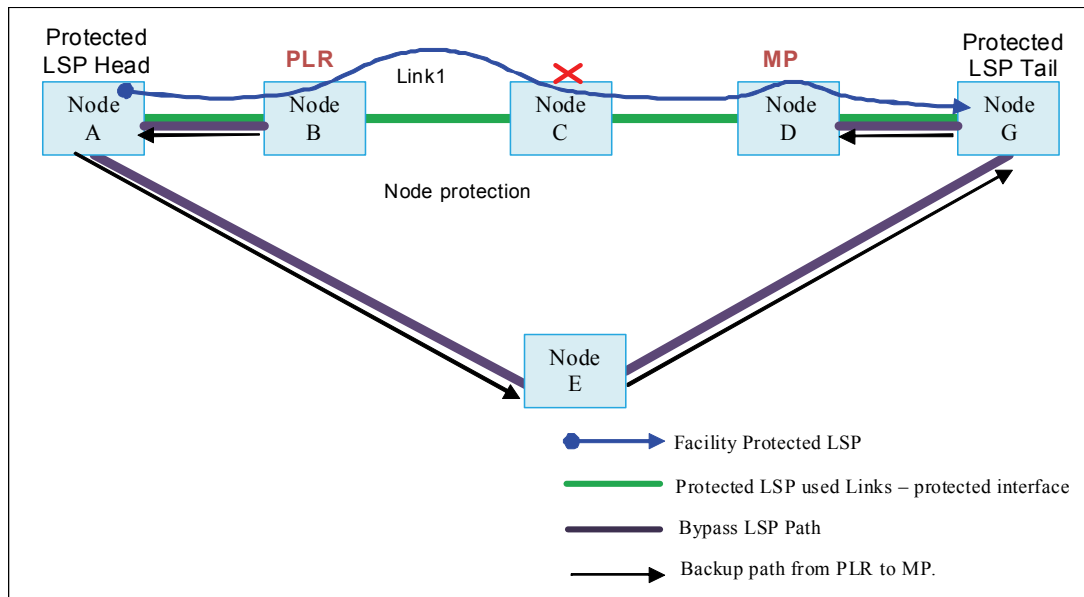 Protected
LSP Head
PLR
Link1
MP
Protected
LSP Tail
Node
A
Node
B
Node
C
Node
D
Node
G
Node protection
Node
E
Facility Protected LSP
Protected LSP used Links – protected interface
Bypass LSP Path
Backup path from PLR to MP.